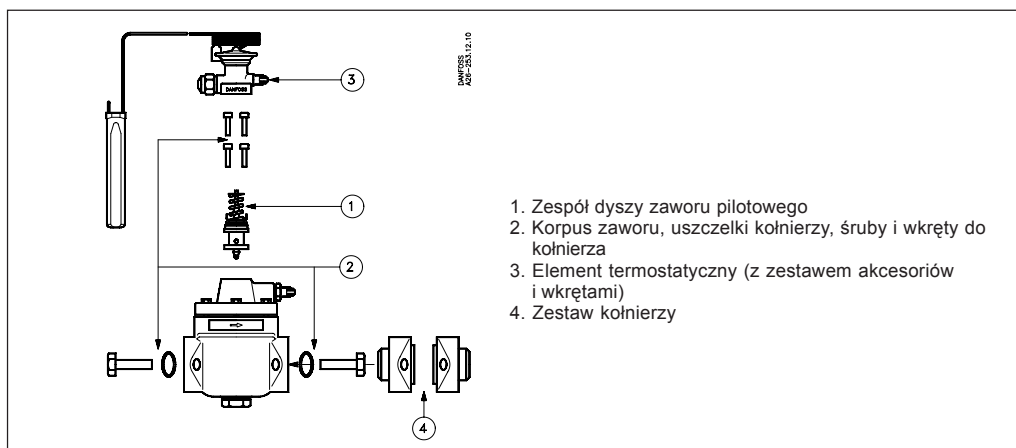 DANFOSS
A26-253.12.10
3
DANFOSS
1
2
4
1. Zespół dyszy zaworu pilotowego
2. Korpus zaworu, uszczelki kołnierzy, śruby i wkręty do
kołnierza
3. Element termostatyczny (z zestawem akcesoriów
i wkrętami)
4. Zestaw kołnierzy